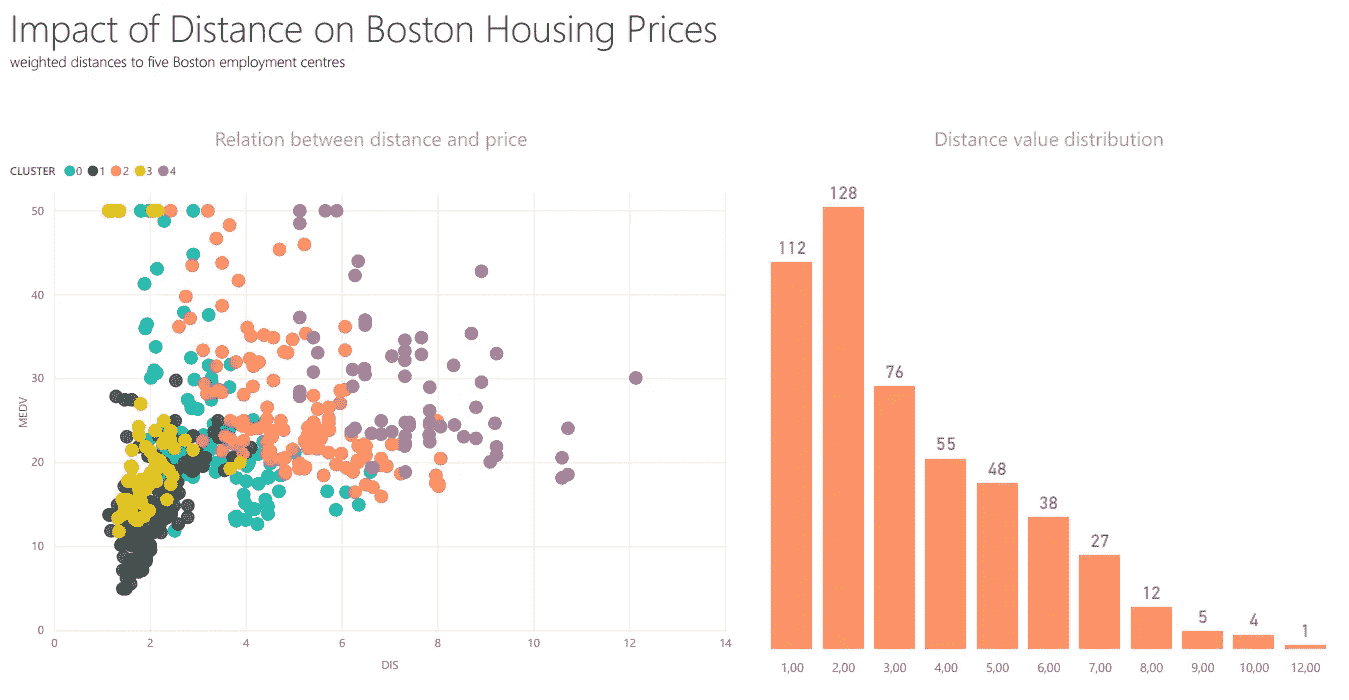 Impact of Distance on Boston Housing Prices
weighted distances to five Boston employment centres
Relation between distance and price
CLUSTER 0 1 2 3 4
50
40
30
20
10
0
MEDV
0 2 4 6 8 10 12 14
DIS
Distance value distribution
112 128 76 55 48 38 27 12 5 4 1
1,00 2,00 3,00 4,00 5,00 6,00 7,00 8,00 9,00 10,00 12,00